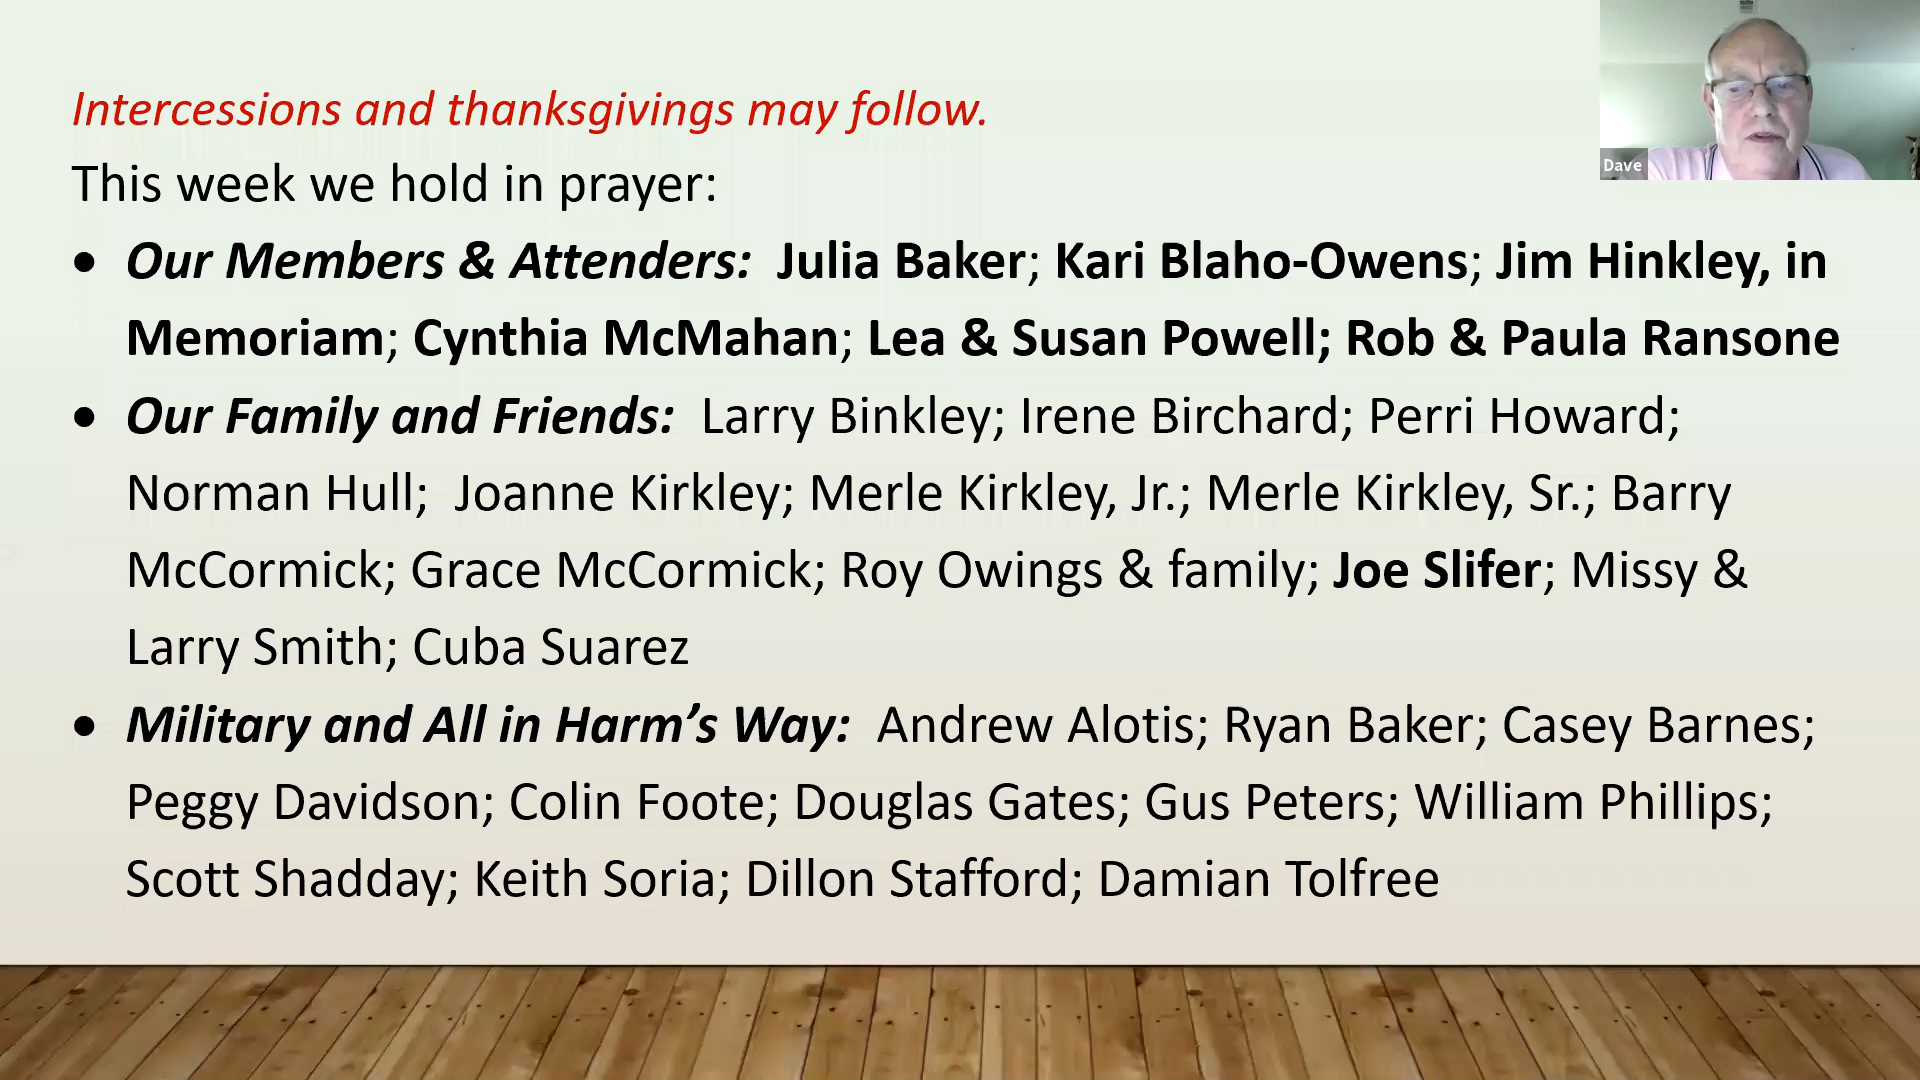 Intercessions and thanksgivings may follow.
Dave
This week we hold in prayer:
• Our Members & Attenders: Julia Baker; Kari Blaho-Owens; Jim Hinkley, in
Memoriam; Cynthia McMahan; Lea & Susan Powell; Rob & Paula Ransone
• Our Family and Friends: Larry Binkley; Irene Birchard; Perri Howard;
Norman Hull; Joanne Kirkley; Merle Kirkley, Jr.; Merle Kirkley, Sr.; Barry
McCormick; Grace McCormick; Roy Owings & family; Joe Slifer; Missy &
Larry Smith; Cuba Suarez
• Military and All in Harm’s Way: Andrew Alotis; Ryan Baker; Casey Barnes;
Peggy Davidson; Colin Foote; Douglas Gates; Gus Peters; William Phillips;
Scott Shadday; Keith Soria; Dillon Stafford; Damian Tolfree